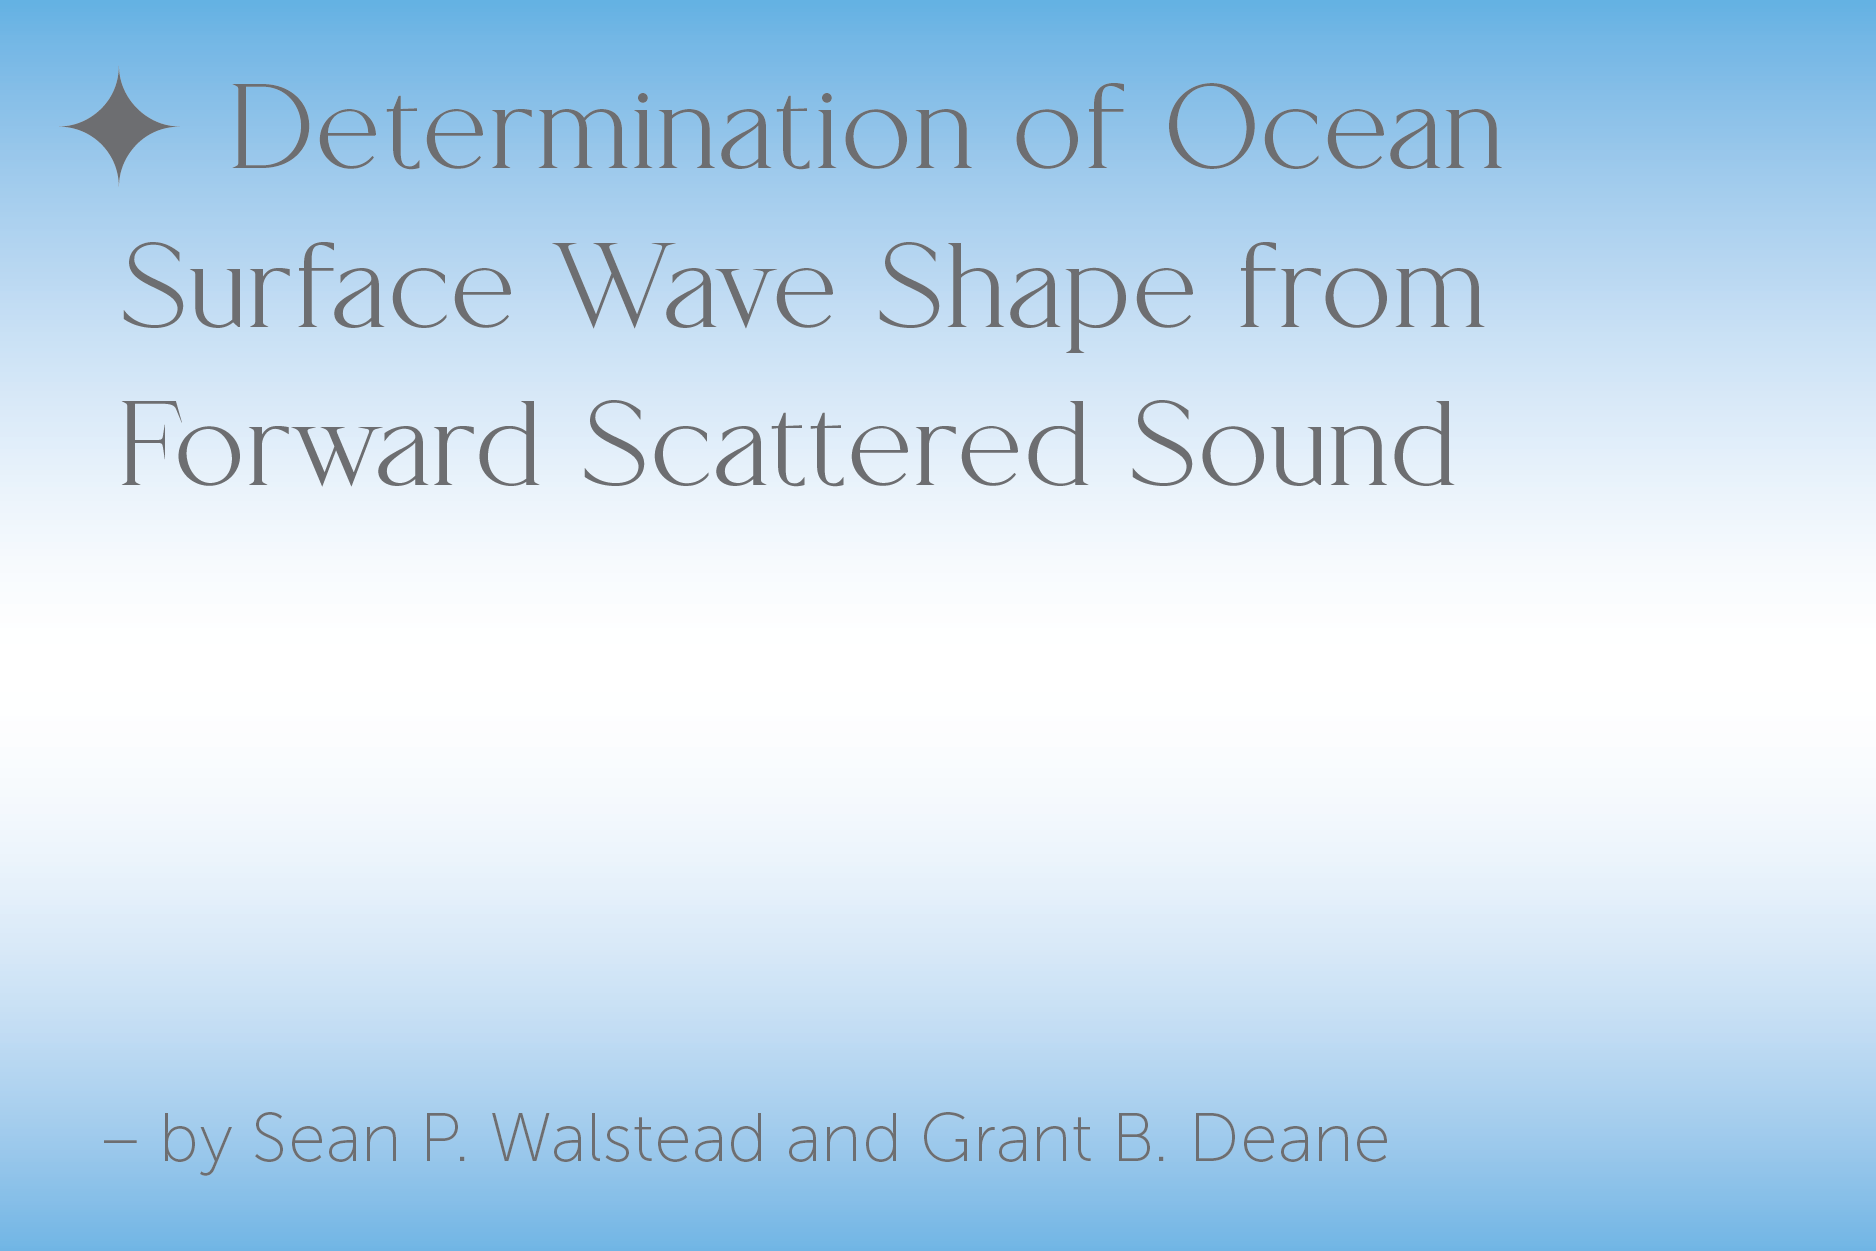 Determination of Ocean
Surface Wave Shape from
Forward Scattered Sound
– by Sean P. Walstead and Grant B. Deane